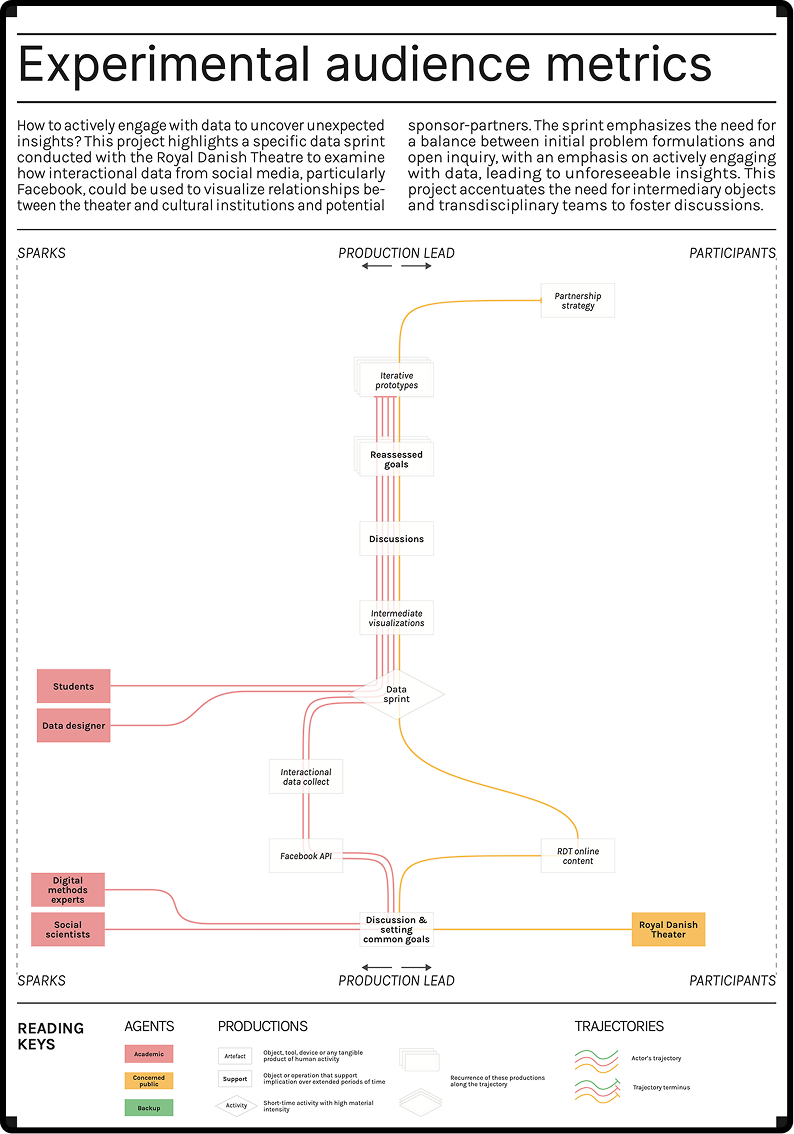 Experimental audience metrics
How to actively engage with data to uncover unexpected
insights? This project highlights a specific data sprint
conducted with the Royal Danish Theatre to examine
how interactional data from social media, particularly
Facebook, could be used to visualize relationships be-
tween the theater and cultural institutions and potential
sponsor-partners. The sprint emphasizes the need for
a balance between initial problem formulations and
open inquiry, with an emphasis on actively engaging
with data, leading to unforeseeable insights. This
project accentuates the need for intermediary objects
and transdisciplinary teams to foster discussions.
SPARKS
PRODUCTION LEAD
PARTICIPANTS
Partnership
strategy
Iterative
prototypes
Reassessed
goals
Discussions
Intermediate
visualizations
Students
Data
sprint
Data designer
Interactional
data collect
Facebook API
RDT online
content
Digital
methods
experts
Social
scientists
Discussion &
setting
common goals
Royal Danish
Theater
SPARKS
PRODUCTION LEAD
PARTICIPANTS
READING
KEYS
AGENTS
Academic
Concerned
public
Backup
PRODUCTIONS
Artefact
Object, tool, device or any tangible
product of human activity
Support
Object or operation that support
implication over extended periods of time
Activity
Short-time activity with high material
intensity
Recurrence of these productions
along the trajectory
TRAJECTORIES
Actor's trajectory
Trajectory terminus